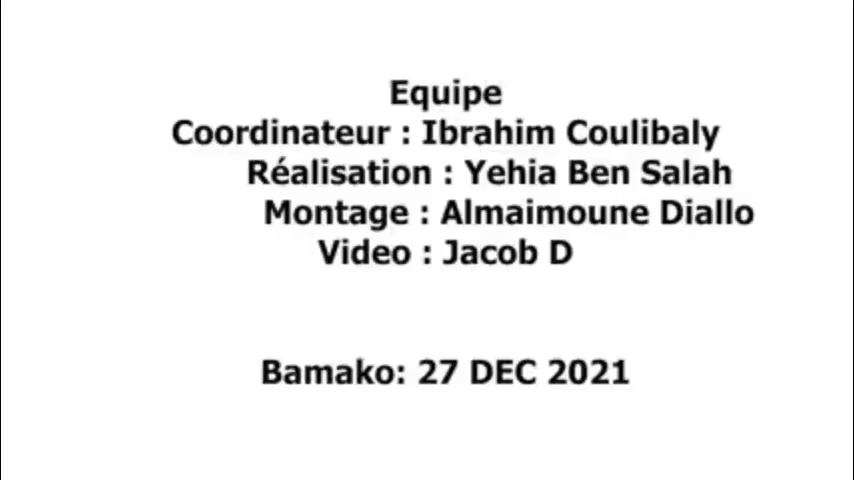 Equipe
Coordinateur : Ibrahim Coulibaly
Réalisation : Yehia Ben Salah
Montage : Almaimoune Diallo
Video : Jacob D
Bamako: 27 DEC 2021